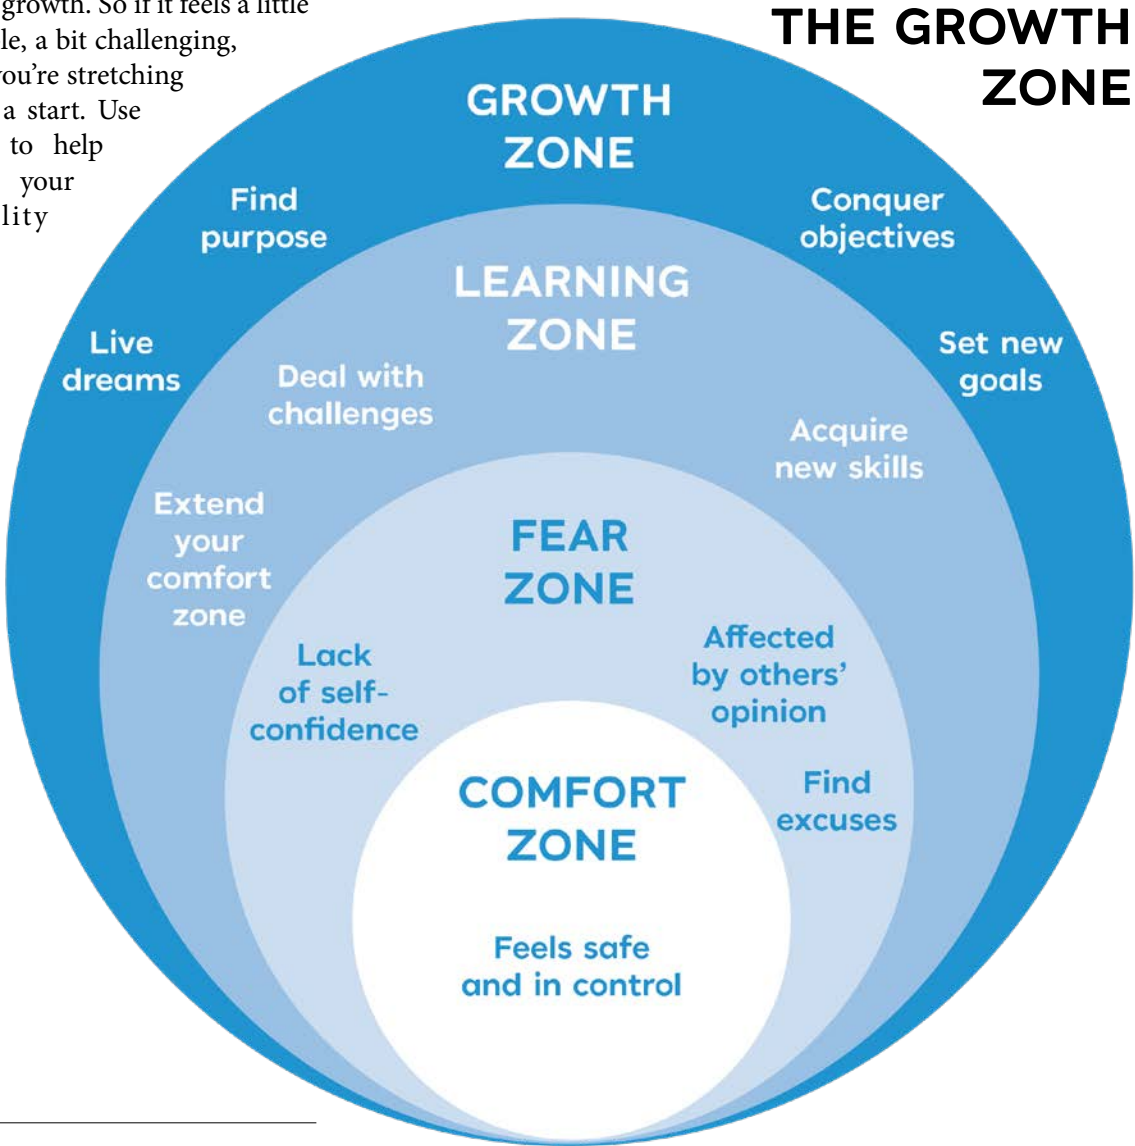 growth. So if it feels a little
a bit challenging,
you're stretching
a start. Use
to help
your
THE GROWTH
ZONE
GROWTH
ZONE
Find
purpose
Conquer
objectives
Live
dreams
Set new
goals
LEARNING
ZONE
Deal with
challenges
Acquire
new skills
Extend
your
comfort
zone
FEAR
ZONE
Lack
of self-
confidence
Affected
by others’
opinion
Find
excuses
COMFORT
ZONE
Feels safe
and in control